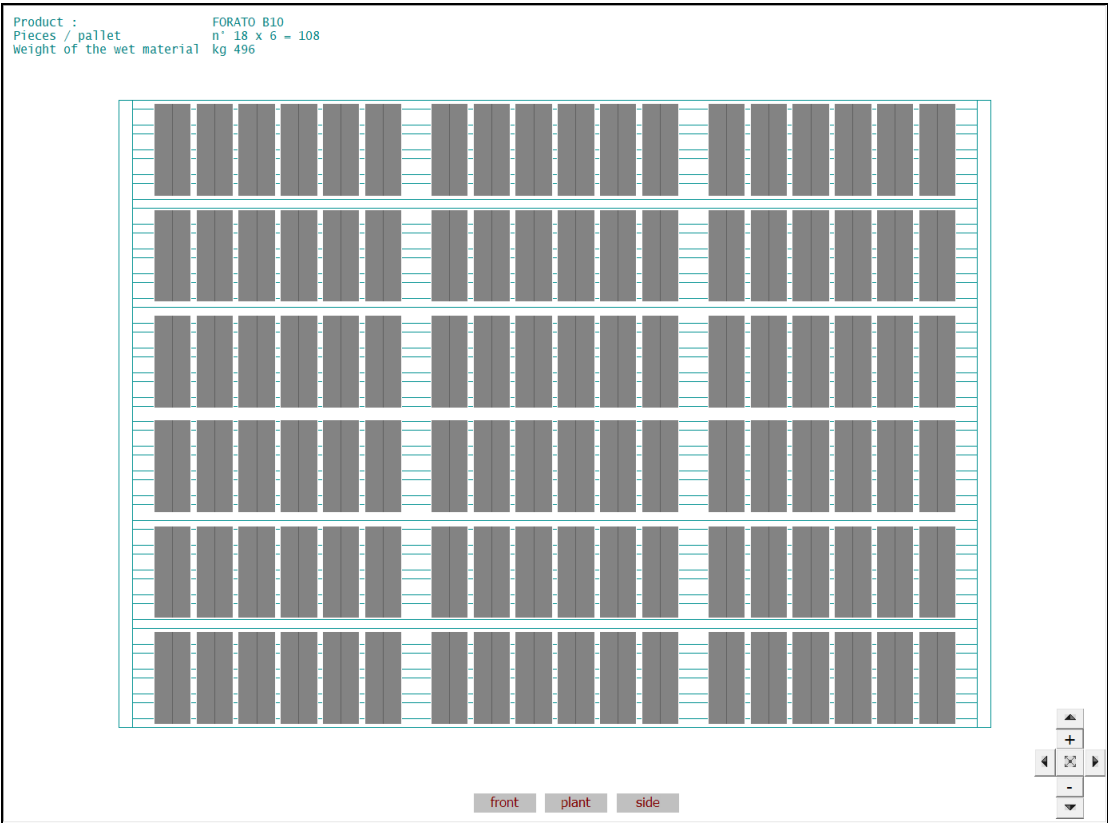 Product : FORATO B10
Pieces / pallet n' 18 x 6 = 108
Weight of the wet material kg 496
+
-
front plant side